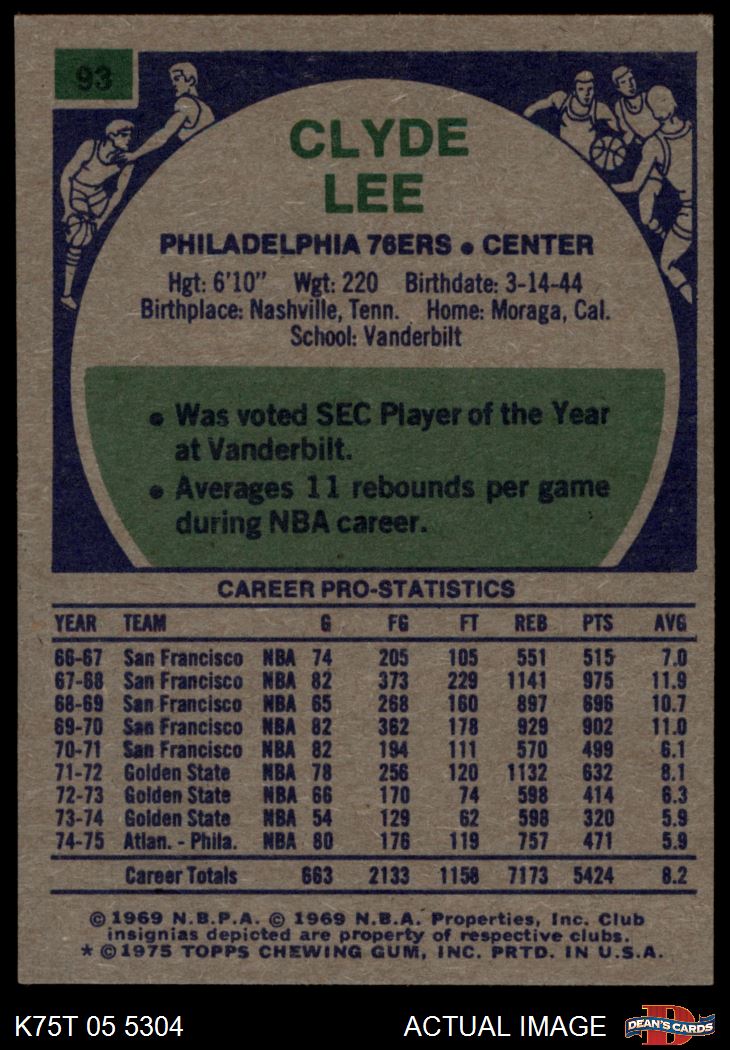 93
CLYDE
LEE
PHILADELPHIA 76ERS • CENTER
Hgt: 6'10" Wgt: 220 Birthdate: 3-14-44
Birthplace: Nashville, Tenn. Home: Moraga, Cal.
School: Vanderbilt
• Was voted SEC Player of the Year
at Vanderbilt.
• Averages 11 rebounds per game
during NBA career.
CAREER PRO-STATISTICS
YEAR TEAM G FG FT REB PTS AVG
66-67 San Francisco NBA 74 205 105 551 515 7.0
67-68 San Francisco NBA 82 373 229 1141 975 11.9
68-69 San Francisco NBA 65 268 160 897 696 10.7
69-70 San Francisco NBA 82 362 178 929 902 11.0
70-71 San Francisco NBA 82 194 111 570 499 6.1
71-72 Golden State NBA 78 256 120 1132 632 8.1
72-73 Golden State NBA 66 170 74 598 414 6.3
73-74 Golden State NBA 54 129 62 598 320 5.9
74-75 Atlan. - Phila. NBA 80 176 119 757 471 5.9
Career Totals 663 2133 1158 7173 5424 8.2
© 1969 N.B.P.A. © 1969 N.B.A. Properties, Inc. Club
insignias depicted are property of respective clubs.
* © 1975 TOPPS CHEWING GUM, INC. PRTD. IN U.S.A.
K75T 05 5304 ACTUAL IMAGE D DEAN'S CARDS